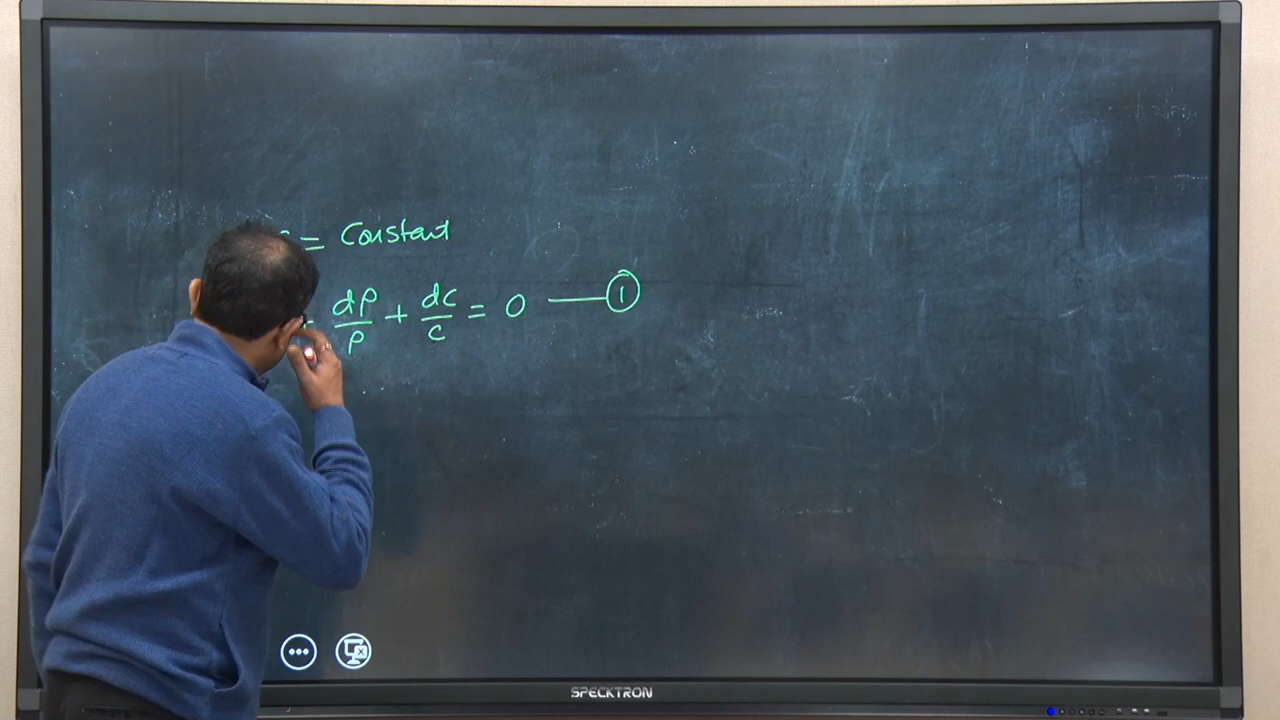 = Constant
dρ/ρ + dc/c = 0 —— ①
SPECKTRON